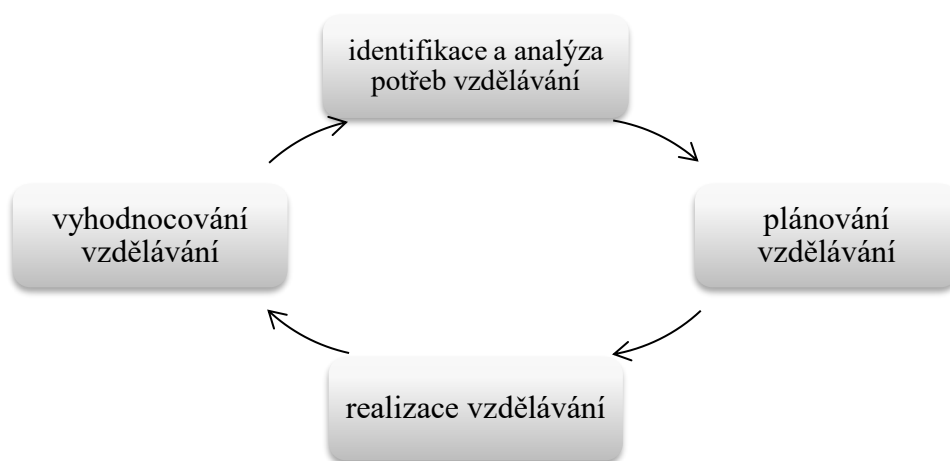 identifikace a analýza
potřeb vzdělávání
plánování
vzdělávání
realizace vzdělávání
vyhodnocování
vzdělávání